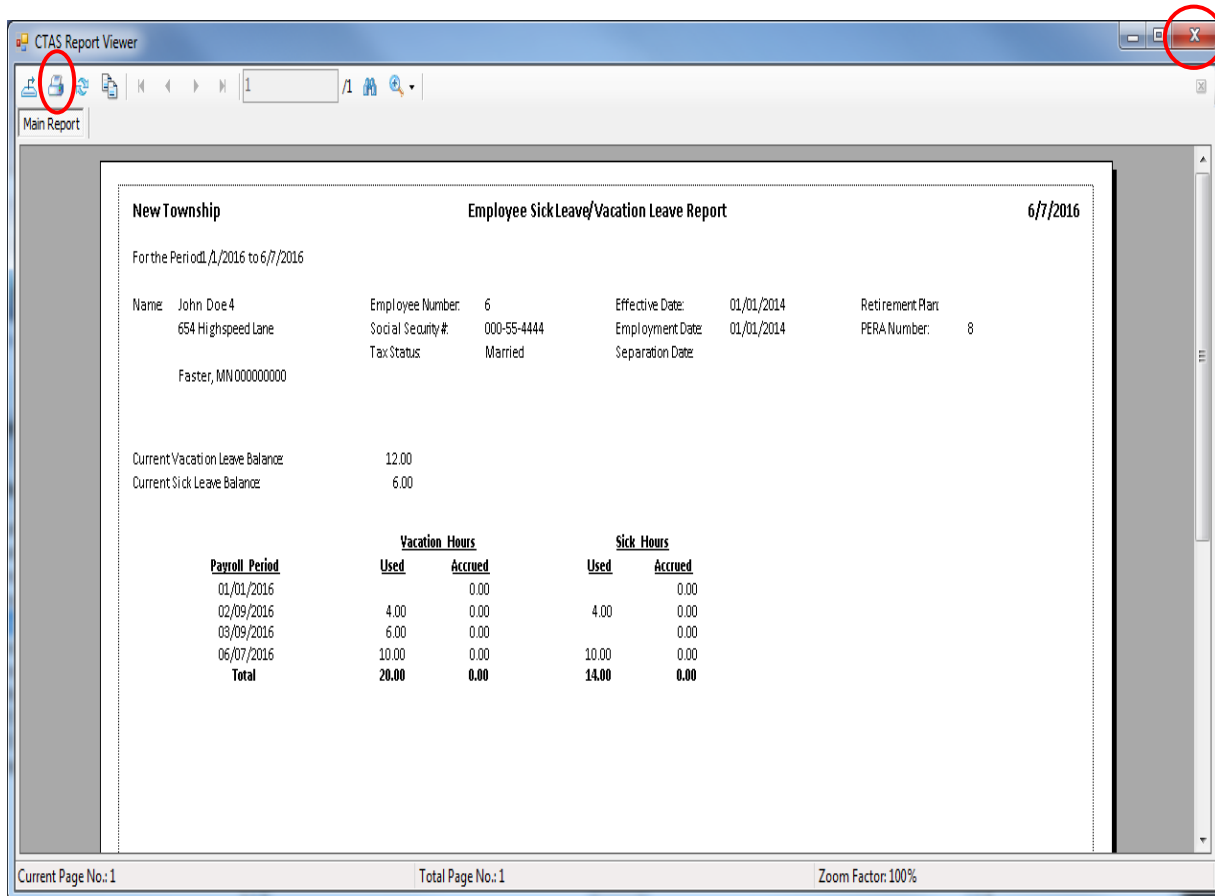 CTAS Report Viewer
X
1 /1
Main Report
New Township Employee Sick Leave/Vacation Leave Report 6/7/2016
For the Period1/1/2016 to 6/7/2016
Name: John Doe 4 Employee Number: 6 Effective Date: 01/01/2014 Retirement Plan:
654 Highspeed Lane Social Security #: 000-55-4444 Employment Date: 01/01/2014 PERA Number: 8
Tax Status: Married Separation Date:
Faster, MN 000000000
Current Vacation Leave Balance: 12.00
Current Sick Leave Balance: 6.00
Vacation Hours Sick Hours
Payroll Period Used Accrued Used Accrued
01/01/2016 0.00 0.00
02/09/2016 4.00 0.00 4.00 0.00
03/09/2016 6.00 0.00 0.00
06/07/2016 10.00 0.00 10.00 0.00
Total 20.00 0.00 14.00 0.00
Current Page No.: 1 Total Page No.: 1 Zoom Factor: 100%